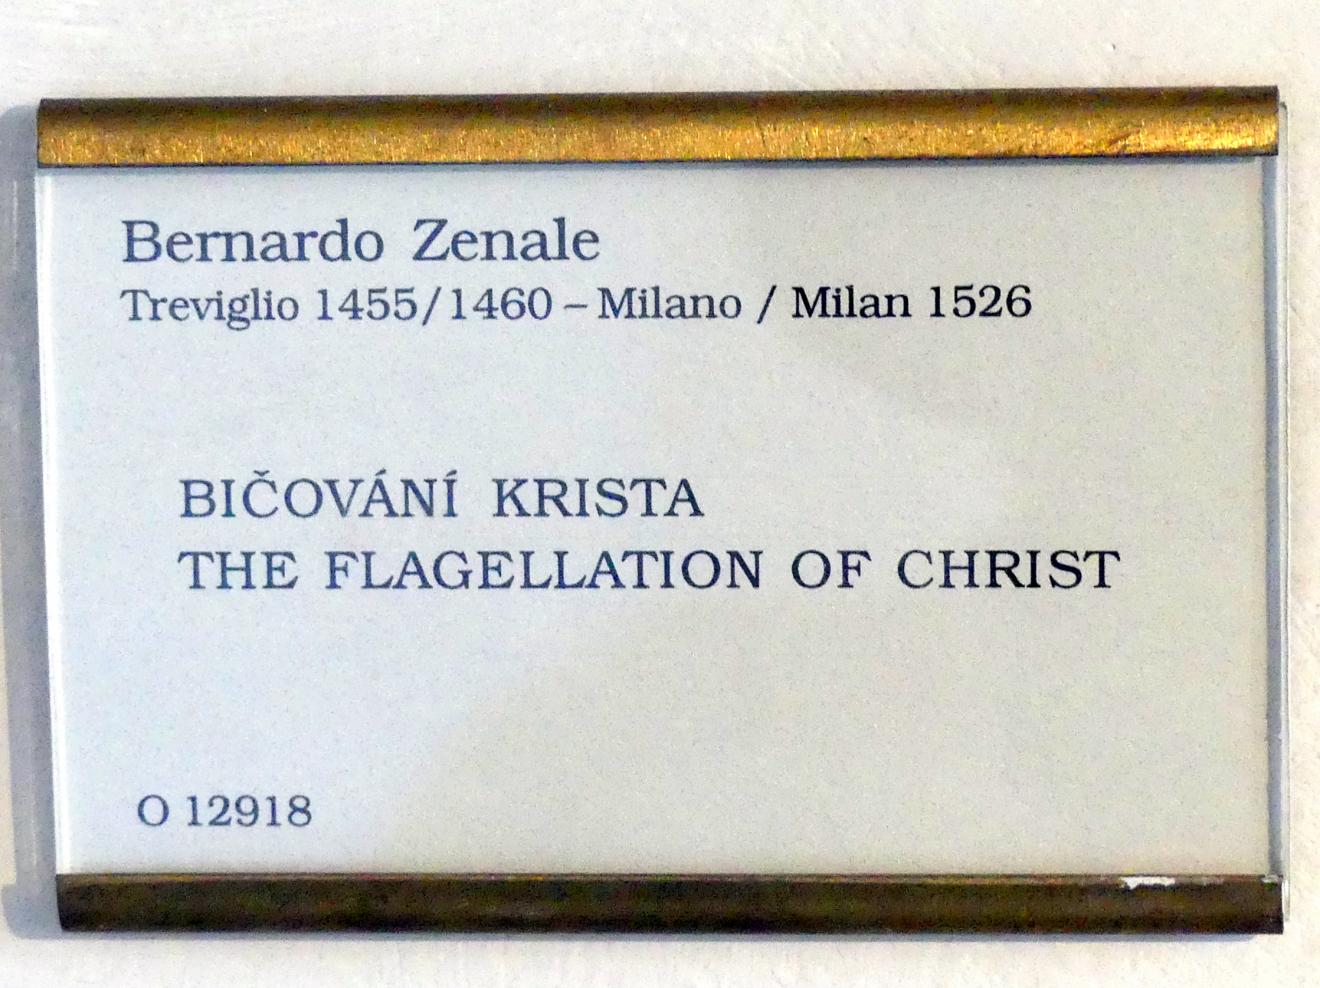 Bernardo Zenale
Treviglio 1455/1460 – Milano / Milan 1526
BIČOVÁNÍ KRISTA
THE FLAGELLATION OF CHRIST
O 12918